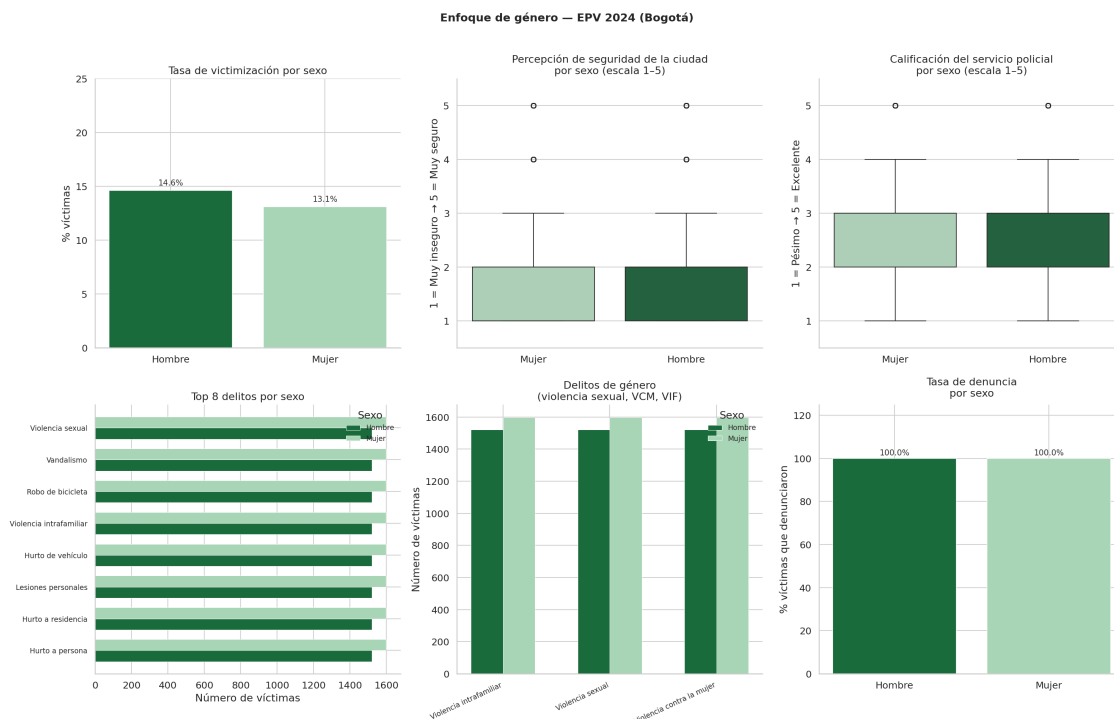 Enfoque de género — EPV 2024 (Bogotá)
Tasa de victimización por sexo
% víctimas
25
20
15
10
5
0
14.6%
13.1%
Hombre
Mujer
Percepción de seguridad de la ciudad
por sexo (escala 1–5)
1 = Muy inseguro → 5 = Muy seguro
5
4
3
2
1
Mujer
Hombre
Calificación del servicio policial
por sexo (escala 1–5)
1 = Pésimo → 5 = Excelente
5
4
3
2
1
Mujer
Hombre
Top 8 delitos por sexo
Sexo
Hombre
Mujer
Violencia sexual
Vandalismo
Robo de bicicleta
Violencia intrafamiliar
Hurto de vehículo
Lesiones personales
Hurto a residencia
Hurto a persona
0 200 400 600 800 1000 1200 1400 1600
Número de víctimas
Delitos de género
(violencia sexual, VCM, VIF)
Sexo
Hombre
Mujer
Número de víctimas
1600
1400
1200
1000
800
600
400
200
0
Violencia intrafamiliar
Violencia sexual
iolencia contra la mujer
Tasa de denuncia
por sexo
% víctimas que denunciaron
120
100
80
60
40
20
0
100.0%
100.0%
Hombre
Mujer